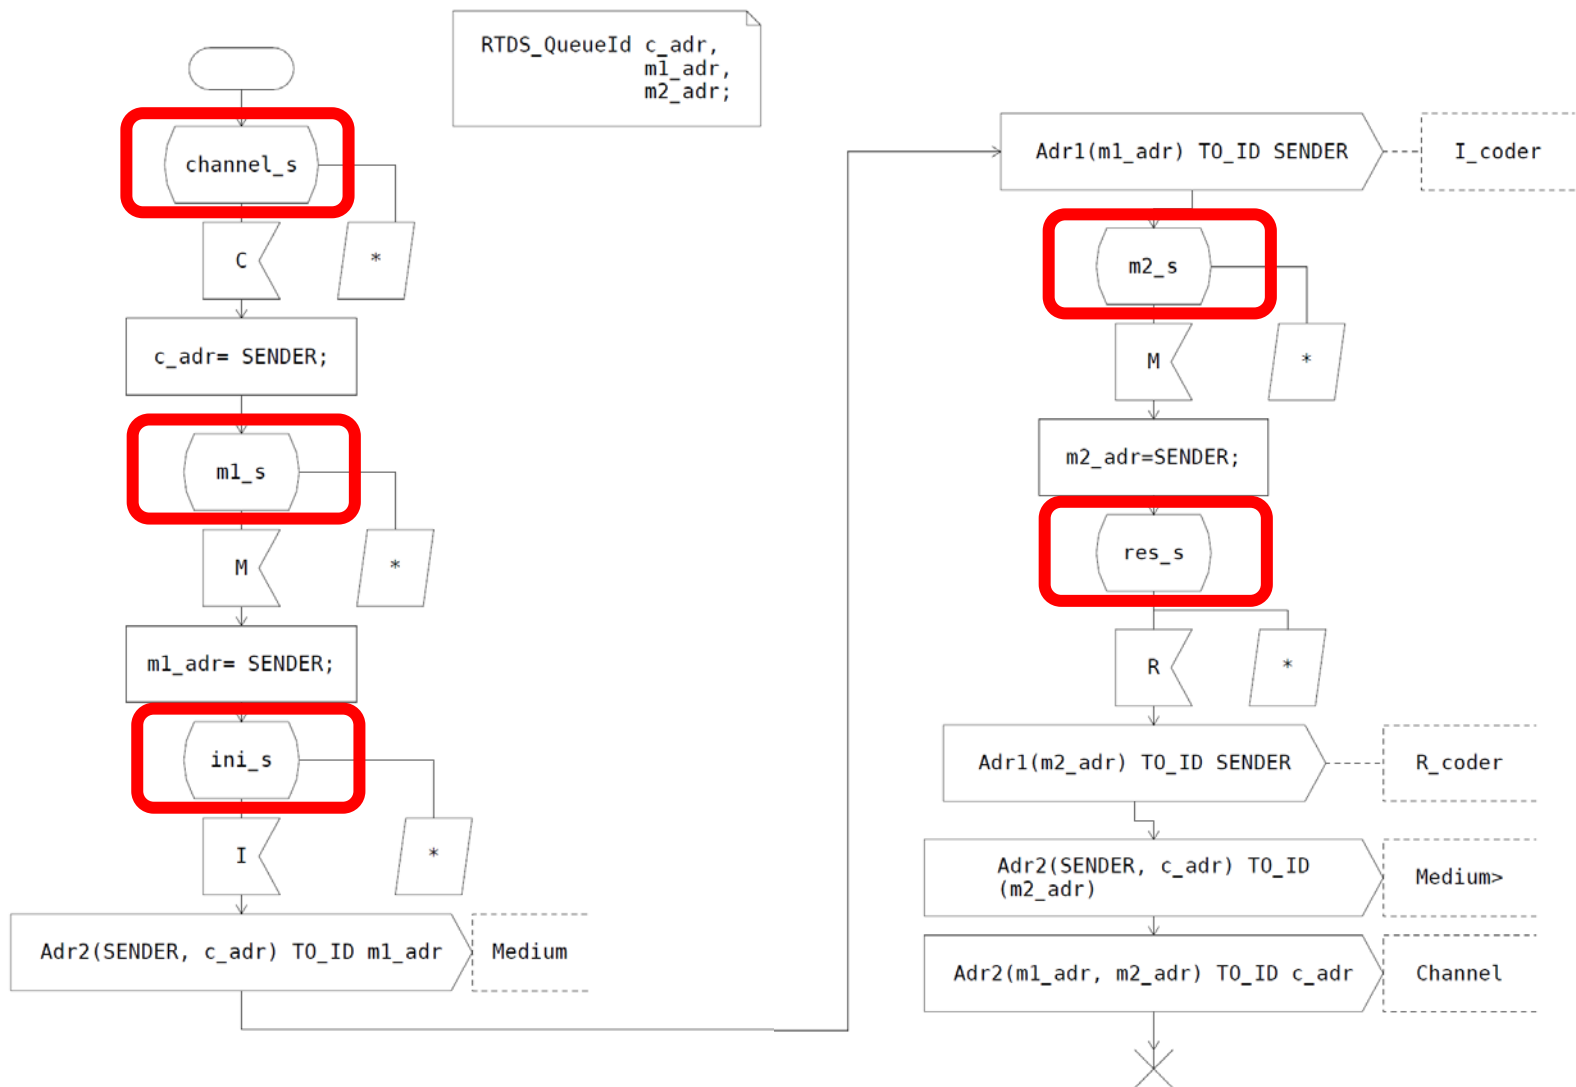 RTDS_QueueId c_adr,
m1_adr,
m2_adr;
channel_s
C
*
c_adr= SENDER;
m1_s
M
*
m1_adr= SENDER;
ini_s
I
*
Adr2(SENDER, c_adr) TO_ID m1_adr
Medium
Adr1(m1_adr) TO_ID SENDER
I_coder
m2_s
M
*
m2_adr=SENDER;
res_s
R
*
Adr1(m2_adr) TO_ID SENDER
R_coder
Adr2(SENDER, c_adr) TO_ID
(m2_adr)
Medium>
Adr2(m1_adr, m2_adr) TO_ID c_adr
Channel